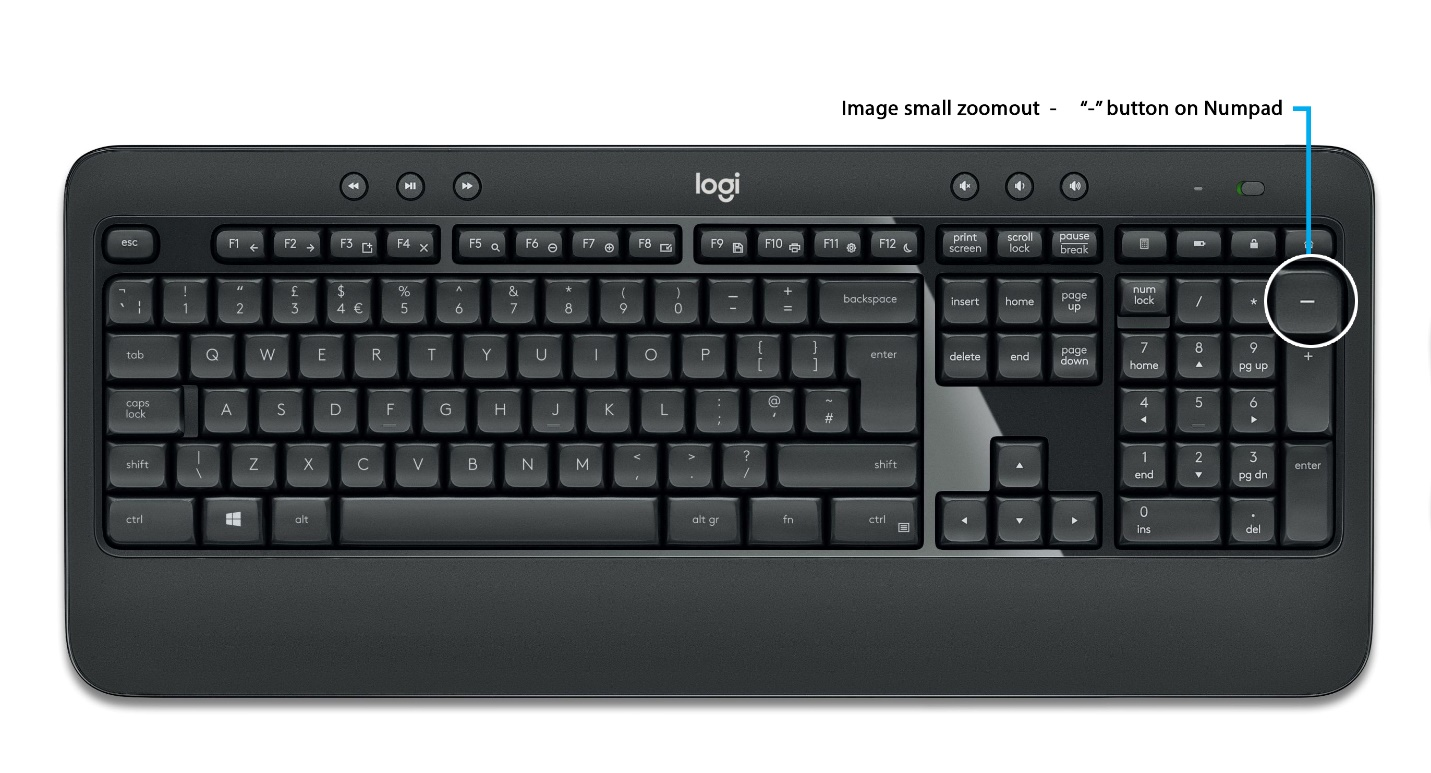 Image small zoomout - “-” button on Numpad
logi
esc F1 F2 F3 F4 F5 F6 F7 F8 F9 F10 F11 F12 print screen scroll lock pause break
¬ ` ¦ ! 1 “ 2 £ 3 $ 4 € % 5 ^ 6 & 7 * 8 ( 9 ) 0 _ - + = backspace insert home page up num lock / * −
tab Q W E R T Y U I O P { [ } ] enter delete end page down 7 home 8 9 pg up +
caps lock A S D F G H J K L : ; @ ‘ ~ # 4 5 6
shift | \ Z X C V B N M < , > . ? / shift 1 end 2 3 pg dn enter
ctrl alt alt gr fn ctrl 0 ins . del